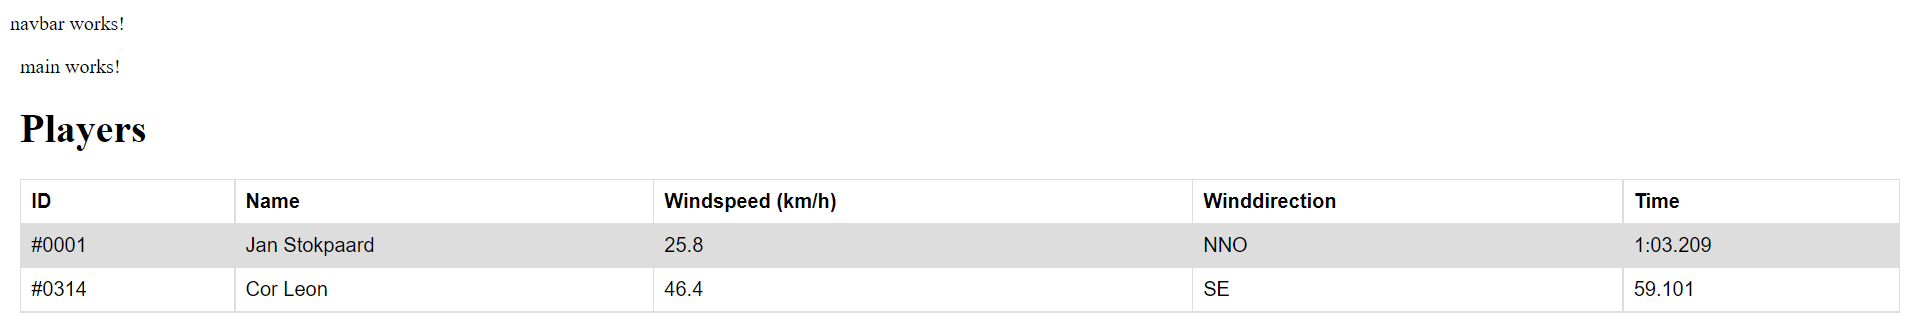 navbar works!
main works!
Players
ID Name Windspeed (km/h) Winddirection Time
#0001 Jan Stokpaard 25.8 NNO 1:03.209
#0314 Cor Leon 46.4 SE 59.101